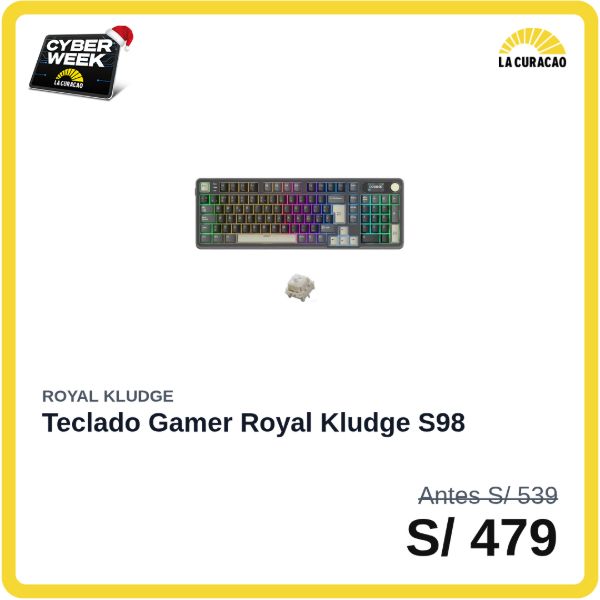 CYBER
WEEK
LA CURACAO
LA CURACAO
ROYAL KLUDGE
Teclado Gamer Royal Kludge S98
Antes S/ 539
S/ 479